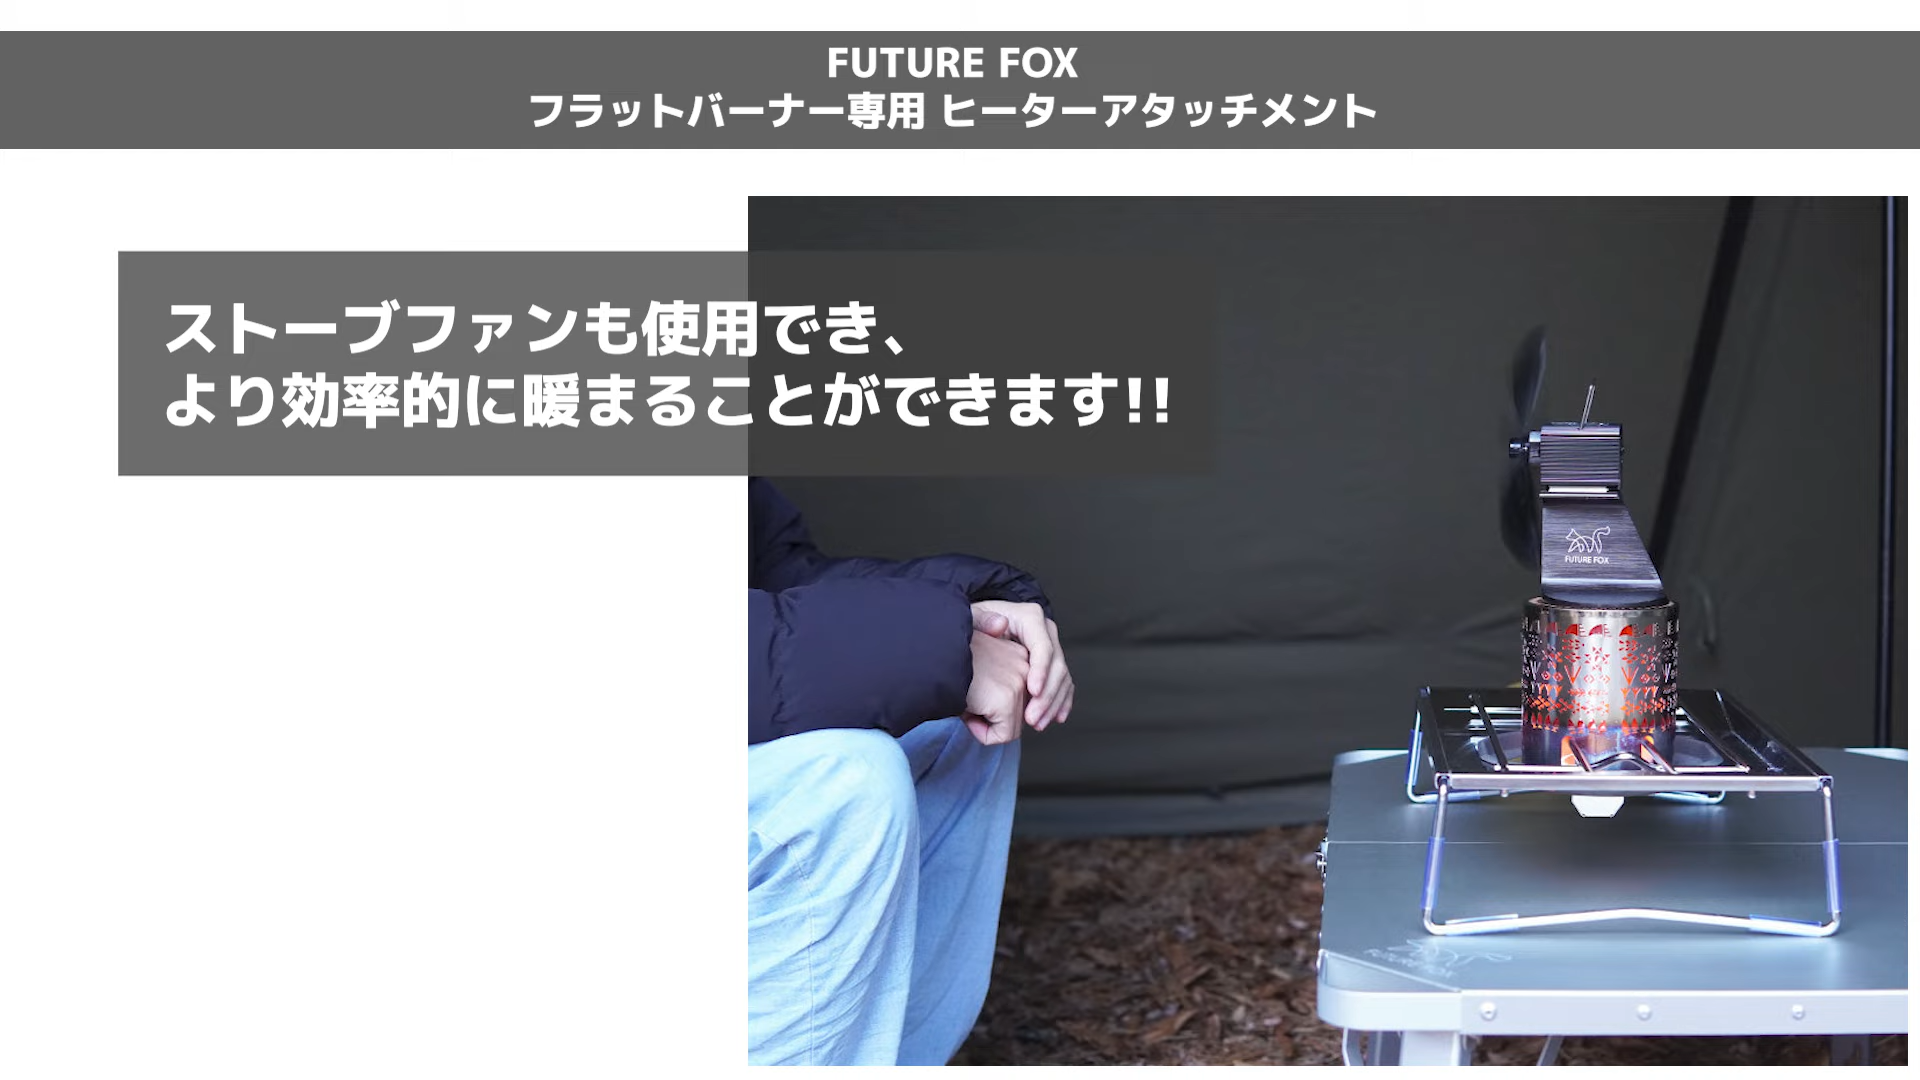 FUTURE FOX
フラットバーナー専用 ヒーターアタッチメント
ストーブファンも使用でき、
より効率的に暖まることができます!!
FUTURE FOX
FUTURE FOX